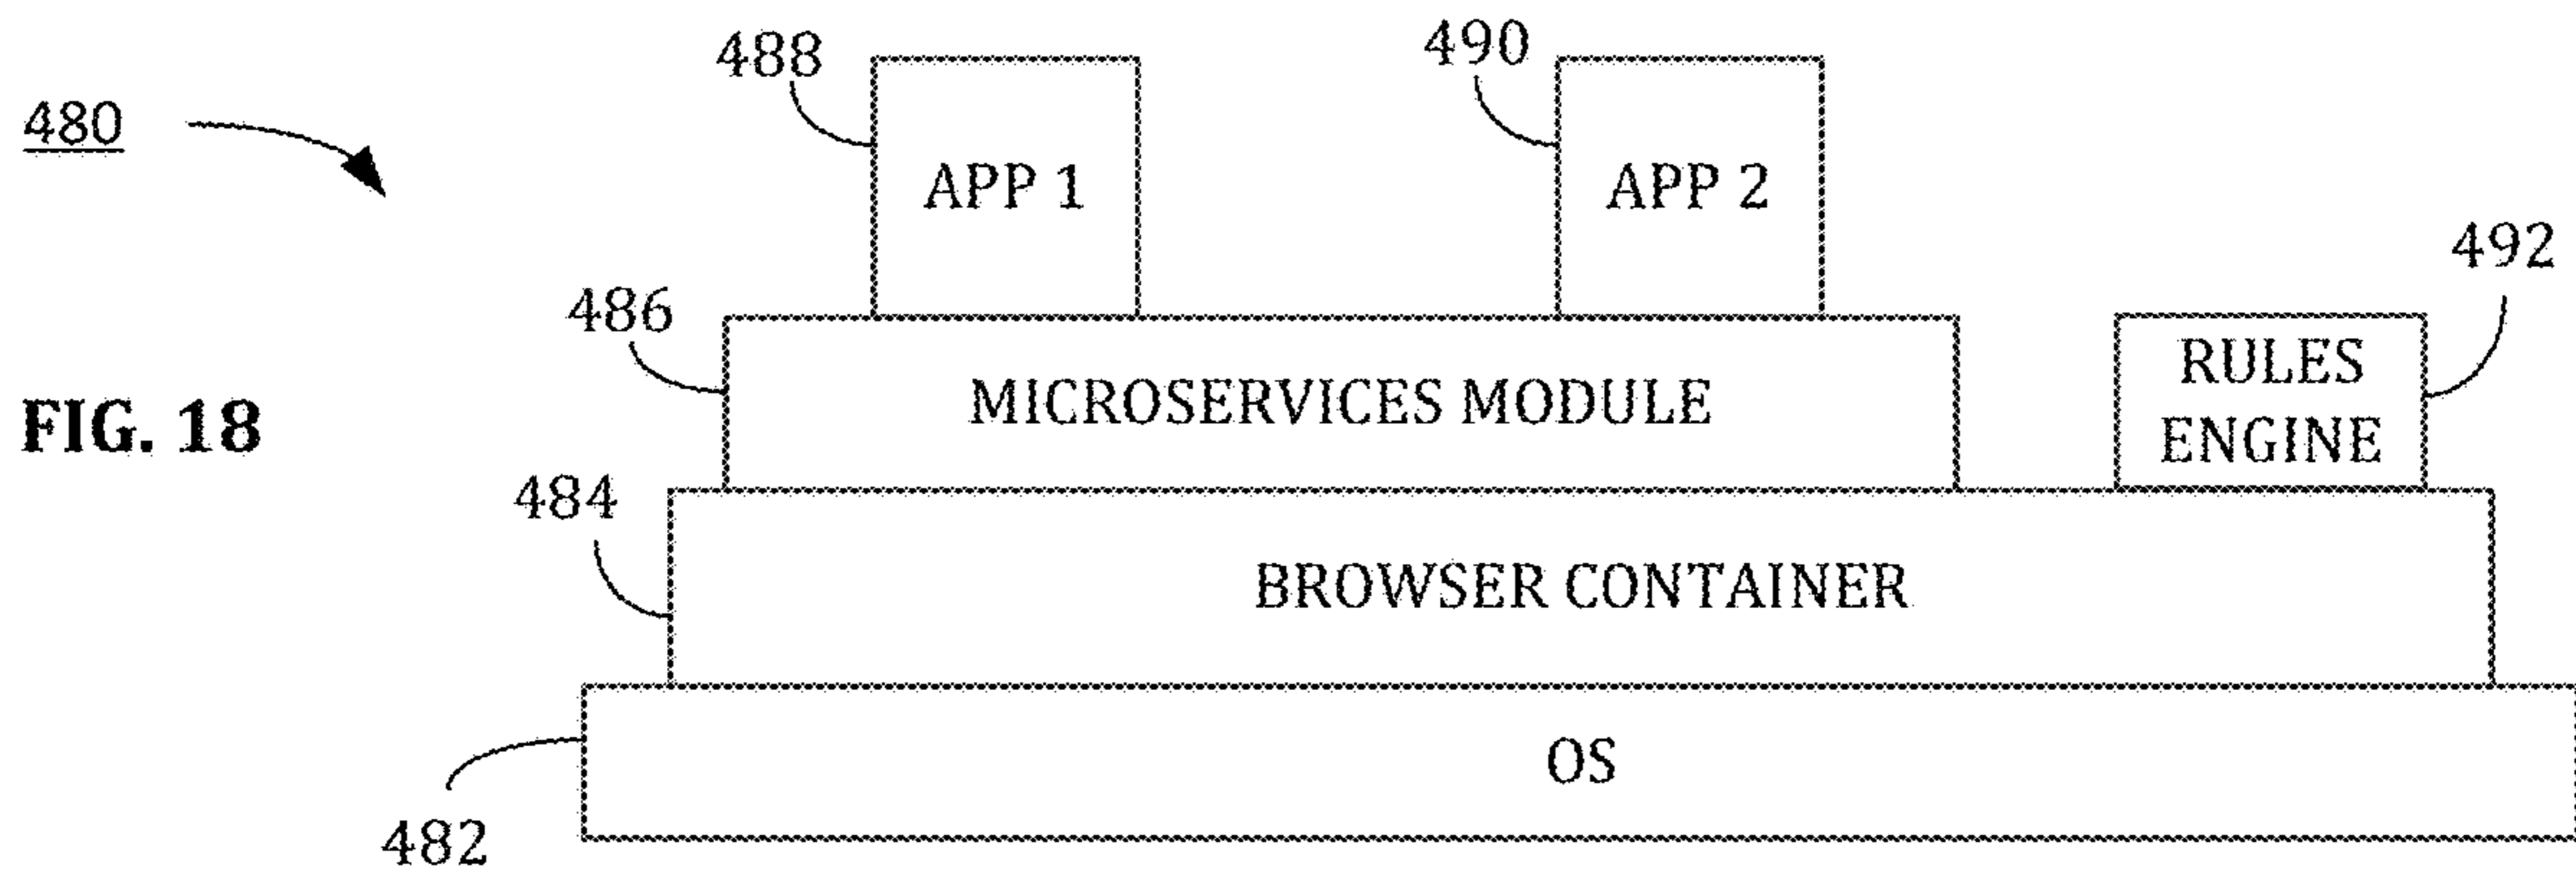 488
490
480
APP 1
APP 2
492
486
RULES
ENGINE
MICROSERVICES MODULE
FIG. 18
484
BROWSER CONTAINER
OS
482